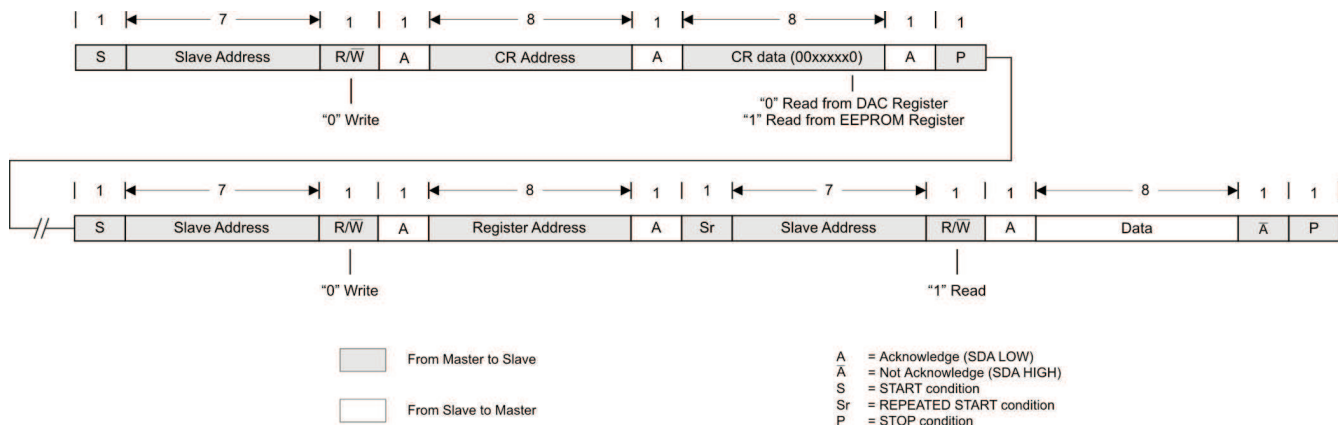 1 7 1 1 8 1 8 1 1
S Slave Address R/W̅ A CR Address A CR data (00xxxxx0) A P
“0” Write
“0” Read from DAC Register
“1” Read from EEPROM Register
1 7 1 1 8 1 1 7 1 1 8 1 1
S Slave Address R/W̅ A Register Address A Sr Slave Address R/W̅ A Data A̅ P
“0” Write “1” Read
From Master to Slave
From Slave to Master
A = Acknowledge (SDA LOW)
A̅ = Not Acknowledge (SDA HIGH)
S = START condition
Sr = REPEATED START condition
P = STOP condition